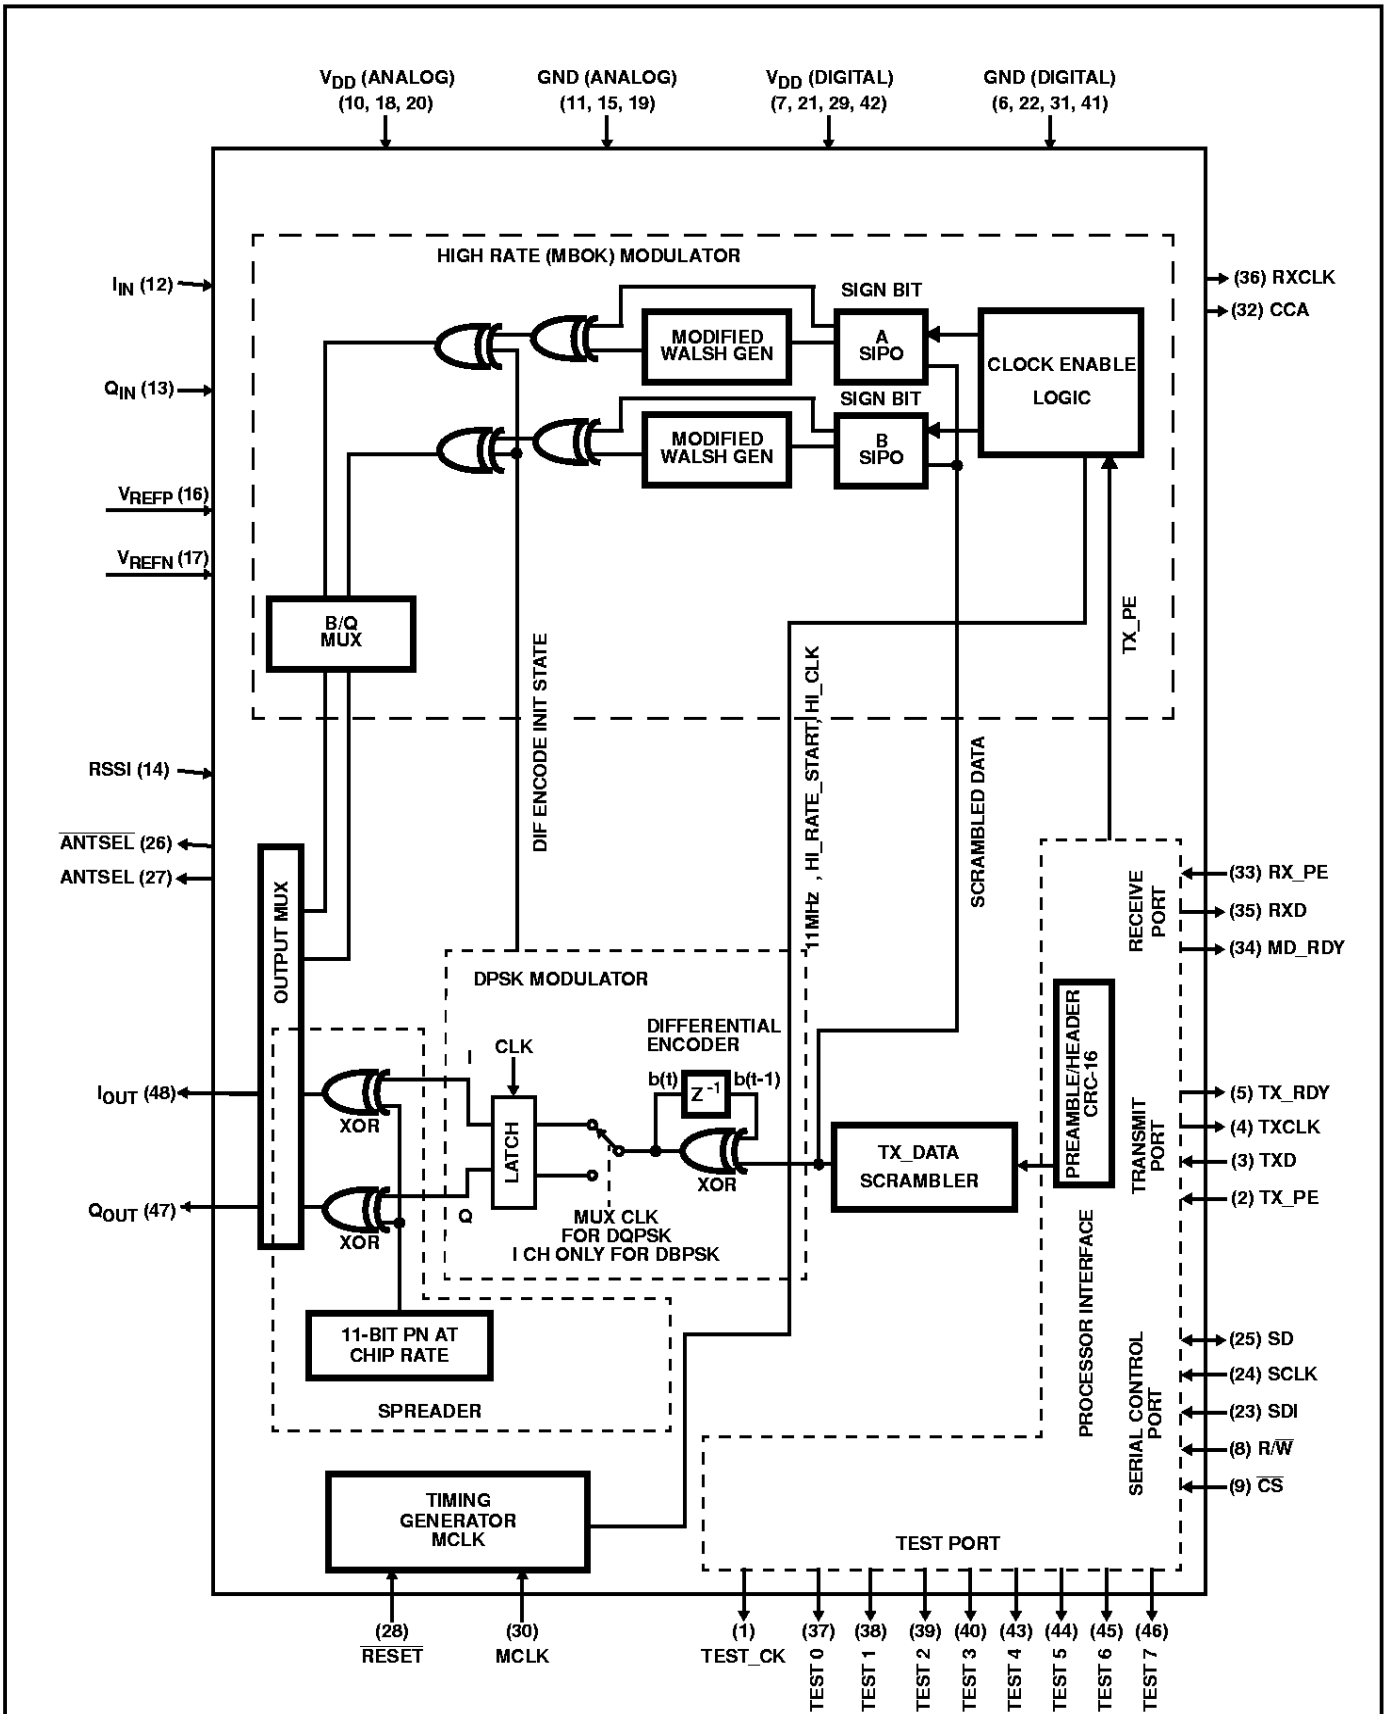 VDD (ANALOG)
(10, 18, 20)
GND (ANALOG)
(11, 15, 19)
VDD (DIGITAL)
(7, 21, 29, 42)
GND (DIGITAL)
(6, 22, 31, 41)
HIGH RATE (MBOK) MODULATOR
IIN (12)
QIN (13)
VREFP (16)
VREFN (17)
RSSI (14)
ANTSEL (26)
ANTSEL (27)
IOUT (48)
QOUT (47)
(36) RXCLK
(32) CCA
SIGN BIT
MODIFIED
WALSH GEN
A
SIPO
CLOCK ENABLE
LOGIC
SIGN BIT
MODIFIED
WALSH GEN
B
SIPO
B/Q
MUX
DIF ENCODE INIT STATE
11MHz , HI_RATE_START, HI_CLK
SCRAMBLED DATA
TX_PE
OUTPUT MUX
DPSK MODULATOR
DIFFERENTIAL
ENCODER
I
CLK
b(t)
Z -1
b(t-1)
LATCH
XOR
XOR
XOR
Q
MUX CLK
FOR DQPSK
I CH ONLY FOR DBPSK
TX_DATA
SCRAMBLER
PREAMBLE/HEADER
CRC-16
RECEIVE
PORT
TRANSMIT
PORT
PROCESSOR INTERFACE
SERIAL CONTROL
PORT
(33) RX_PE
(35) RXD
(34) MD_RDY
(5) TX_RDY
(4) TXCLK
(3) TXD
(2) TX_PE
(25) SD
(24) SCLK
(23) SDI
(8) R/W
(9) CS
11-BIT PN AT
CHIP RATE
SPREADER
TIMING
GENERATOR
MCLK
TEST PORT
(28)
RESET
(30)
MCLK
(1)
TEST_CK
(37)
TEST 0
(38)
TEST 1
(39)
TEST 2
(40)
TEST 3
(43)
TEST 4
(44)
TEST 5
(45)
TEST 6
(46)
TEST 7